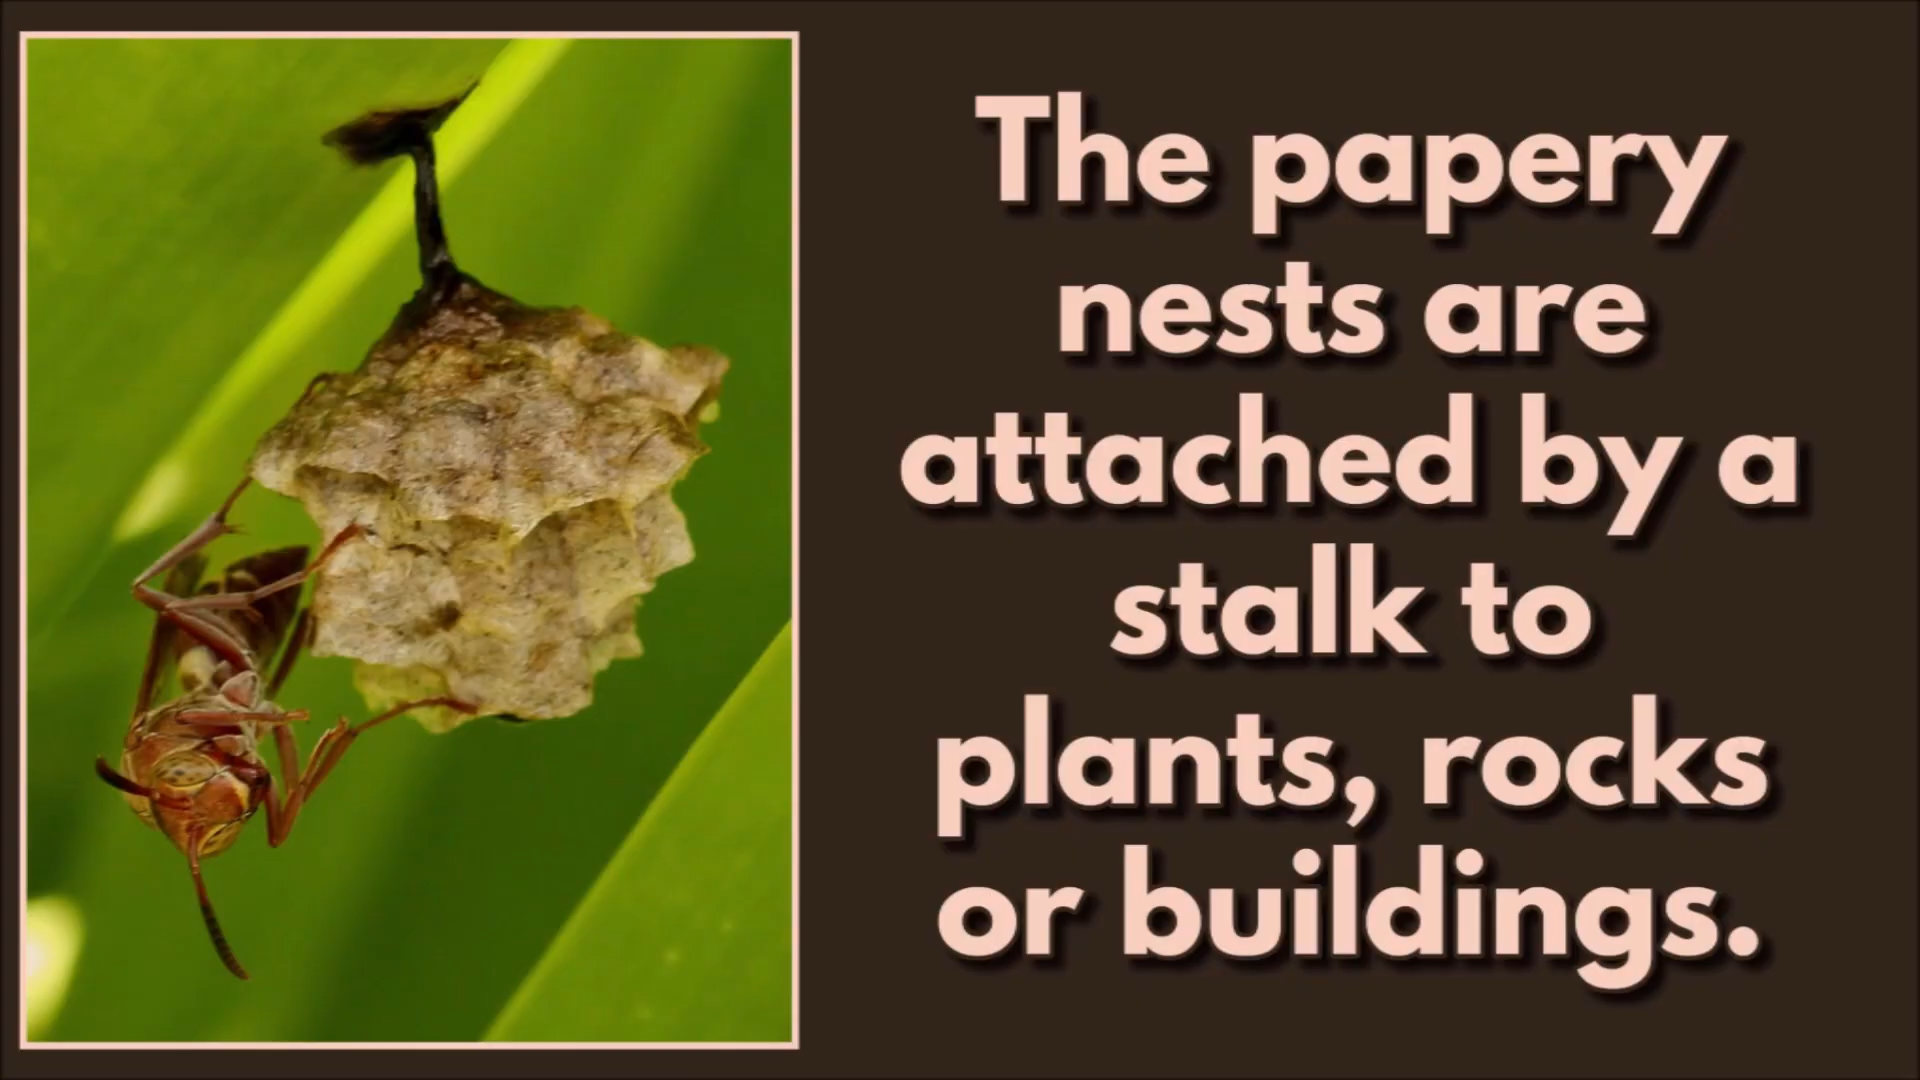 The papery
nests are
attached by a
stalk to
plants, rocks
or buildings.